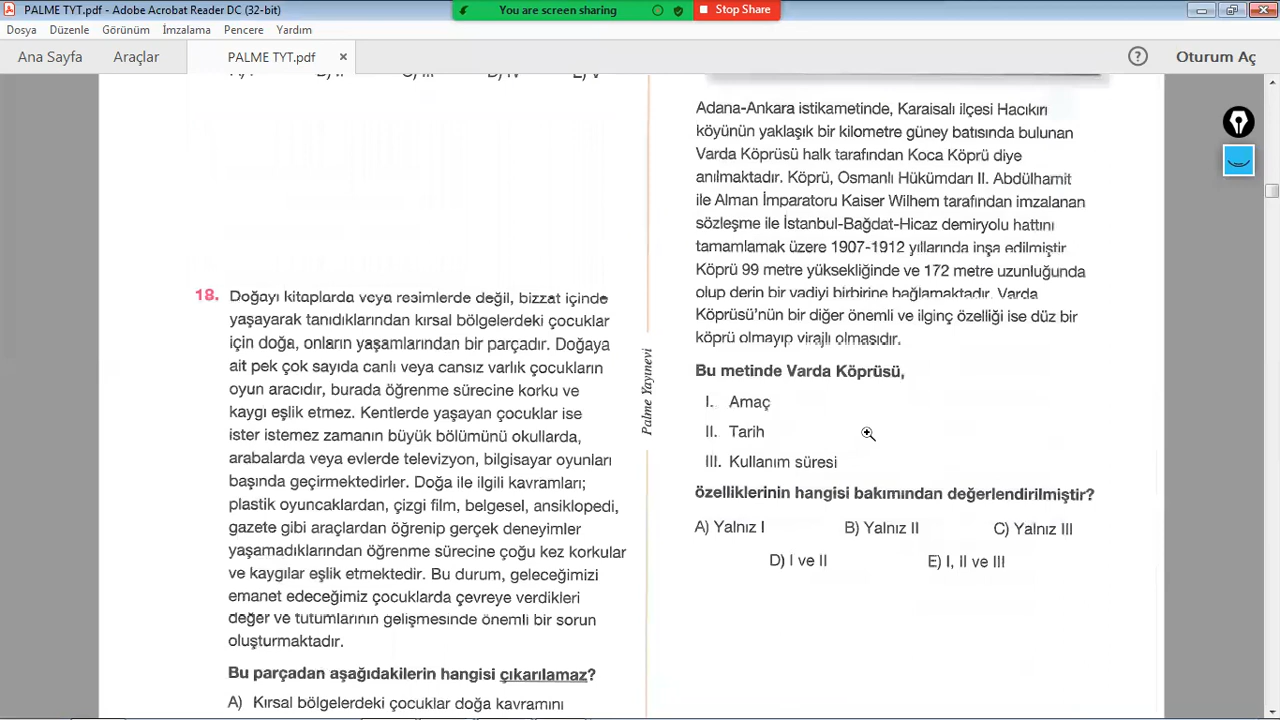 PALME TYT.pdf - Adobe Acrobat Reader DC (32-bit)
You are screen sharing
Stop Share
Dosya Düzenle Görünüm İmzalama Pencere Yardım
Ana Sayfa Araçlar PALME TYT.pdf × Oturum Aç
18. Doğayı kitaplarda veya resimlerde değil, bizzat içinde
yaşayarak tanıdıklarından kırsal bölgelerdeki çocuklar
için doğa, onların yaşamlarından bir parçadır. Doğaya
ait pek çok sayıda canlı veya cansız varlık çocukların
oyun aracıdır, burada öğrenme sürecine korku ve
kaygı eşlik etmez. Kentlerde yaşayan çocuklar ise
ister istemez zamanın büyük bölümünü okullarda,
arabalarda veya evlerde televizyon, bilgisayar oyunları
başında geçirmektedirler. Doğa ile ilgili kavramları;
plastik oyuncaklardan, çizgi film, belgesel, ansiklopedi,
gazete gibi araçlardan öğrenip gerçek deneyimler
yaşamadıklarından öğrenme sürecine çoğu kez korkular
ve kaygılar eşlik etmektedir. Bu durum, geleceğimizi
emanet edeceğimiz çocuklarda çevreye verdikleri
değer ve tutumlarının gelişmesinde önemli bir sorun
oluşturmaktadır.
Bu parçadan aşağıdakilerin hangisi çıkarılamaz?
A) Kırsal bölgelerdeki çocuklar doğa kavramını
Palme Yayınevi
Adana-Ankara istikametinde, Karaisalı ilçesi Hacıkırı
köyünün yaklaşık bir kilometre güney batısında bulunan
Varda Köprüsü halk tarafından Koca Köprü diye
anılmaktadır. Köprü, Osmanlı Hükümdarı II. Abdülhamit
ile Alman İmparatoru Kaiser Wilhem tarafından imzalanan
sözleşme ile İstanbul-Bağdat-Hicaz demiryolu hattını
tamamlamak üzere 1907-1912 yıllarında inşa edilmiştir
Köprü 99 metre yüksekliğinde ve 172 metre uzunluğunda
olup derin bir vadiyi birbirine bağlamaktadır. Varda
Köprüsü'nün bir diğer önemli ve ilginç özelliği ise düz bir
köprü olmayıp virajlı olmasıdır.
Bu metinde Varda Köprüsü,
I. Amaç
II. Tarih
III. Kullanım süresi
özelliklerinin hangisi bakımından değerlendirilmiştir?
A) Yalnız I B) Yalnız II C) Yalnız III
D) I ve II E) I, II ve III